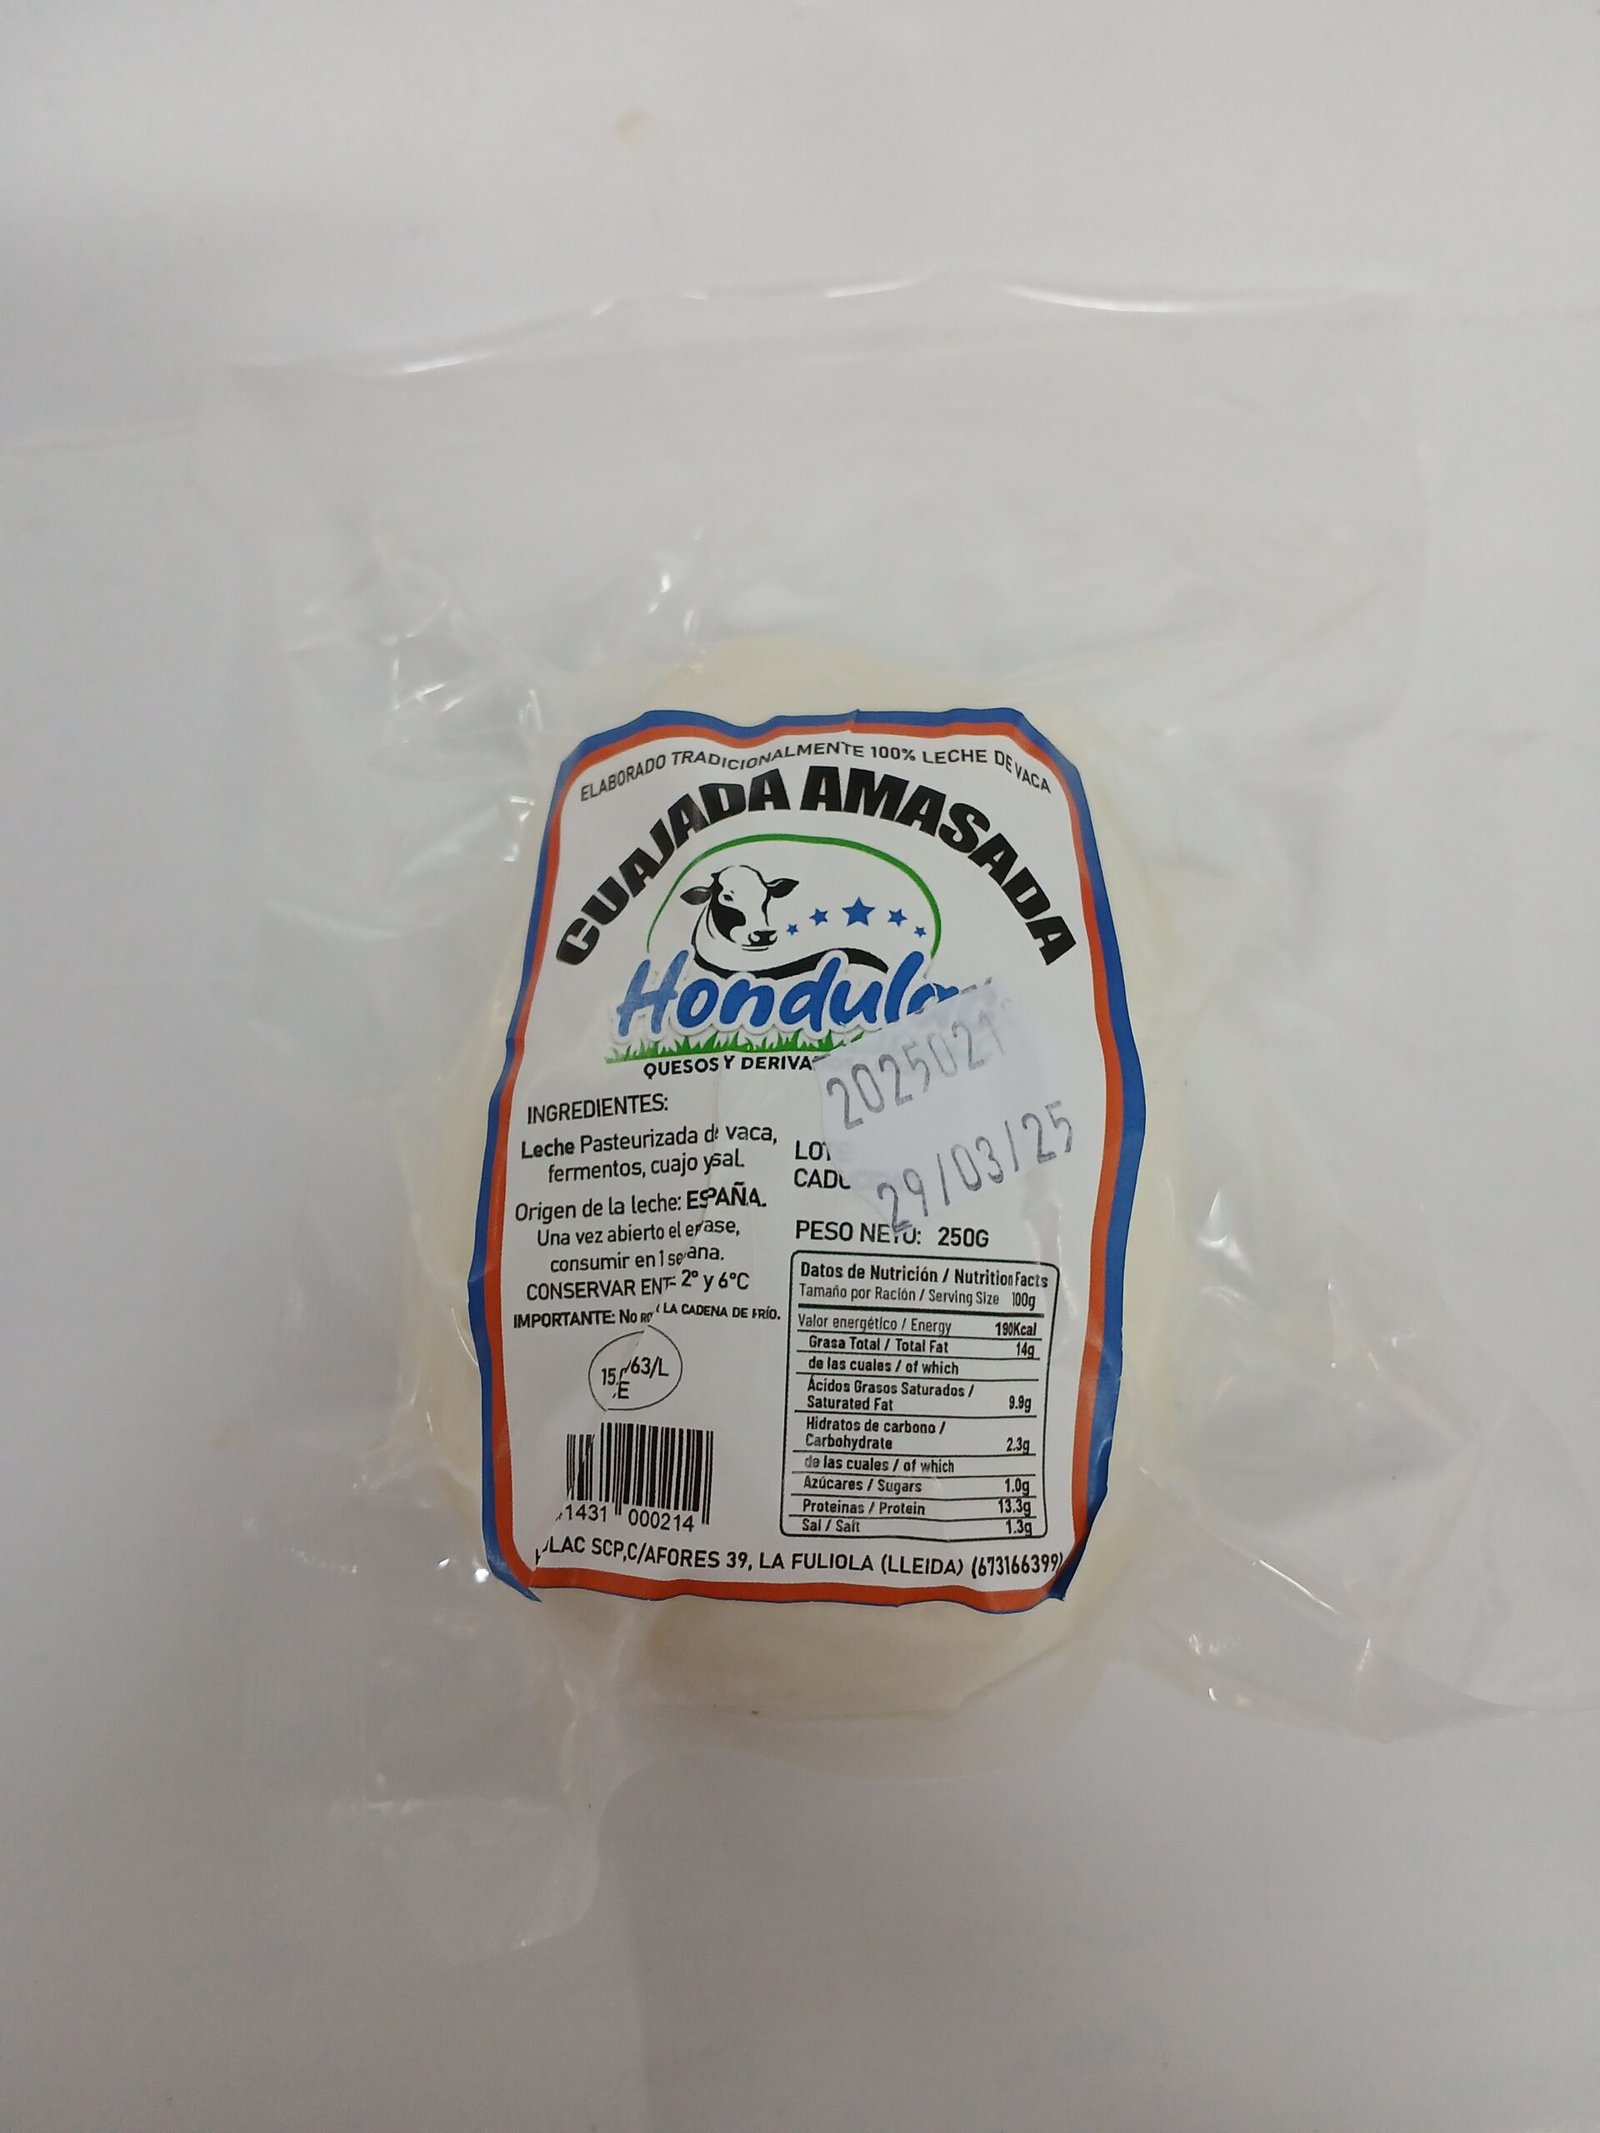 ELABORADO TRADICIONALMENTE 100% LECHE DE VACA
CUAJADA AMASADA
QUESOS Y
2025021
29/03/25
INGREDIENTES:
Leche Pasteurizada de vaca,
fermentos, cuajo y sal.
Origen de la leche: ESPAÑA.
Una vez abierto el
consumir en 1
CONSERVAR 2° y 6°C
IMPORTANTE: No LA CADENA DE FRÍO.
63/L
E
1431 000214
PESO NETO: 250G
Datos de Nutrición / Nutrition Facts
Tamaño por Ración / Serving Size 100g
Valor energético / Energy 190Kcal
Grasa Total / Total Fat 14g
de las cuales / of which
Ácidos Grasos Saturados /
Saturated Fat 9.9g
Hidratos de carbono /
Carbohydrate 2.3g
de las cuales / of which
Azúcares / Sugars 1.0g
Proteínas / Protein 13.3g
Sal / Salt 1.3g
SCP,C/AFORES 39, LA FULIOLA (LLEIDA) (673166399)